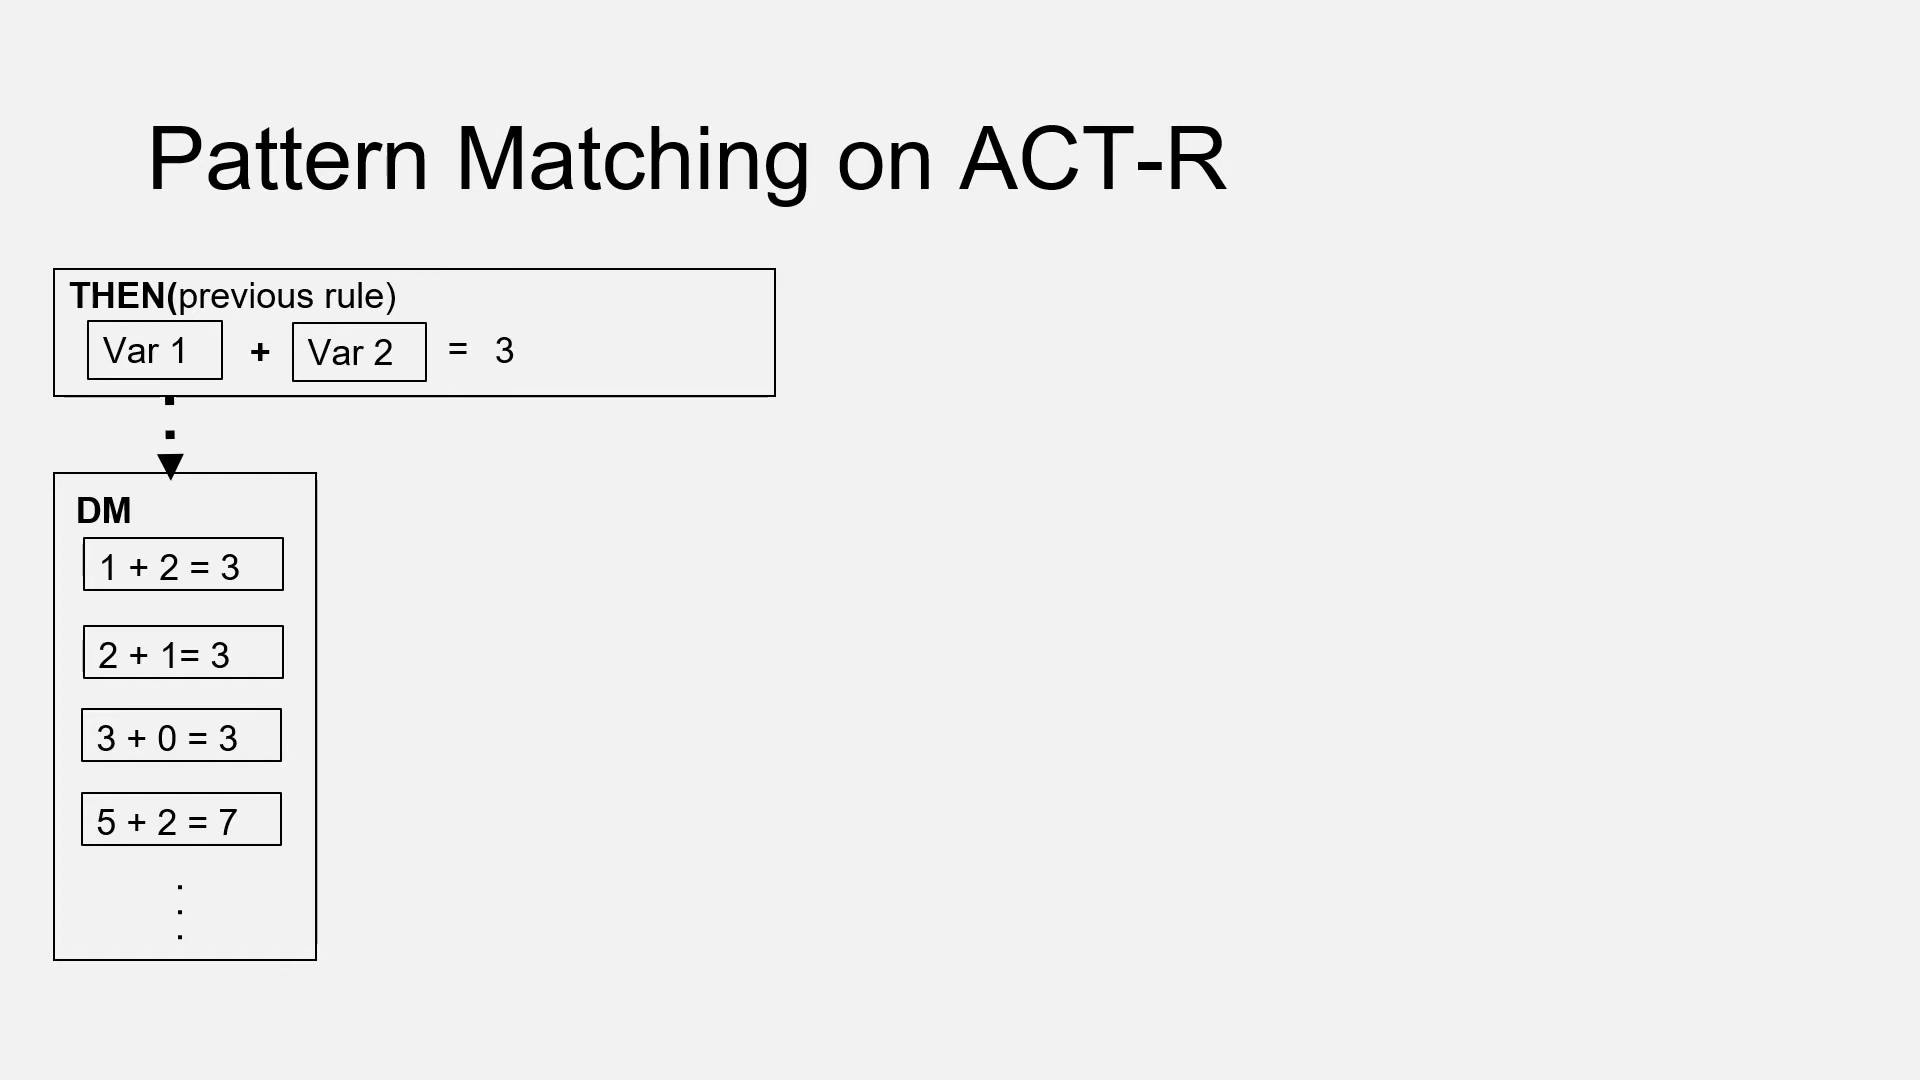 Pattern Matching on ACT-R
THEN(previous rule)
Var 1 + Var 2 = 3
DM
1 + 2 = 3
2 + 1= 3
3 + 0 = 3
5 + 2 = 7
.
.
.